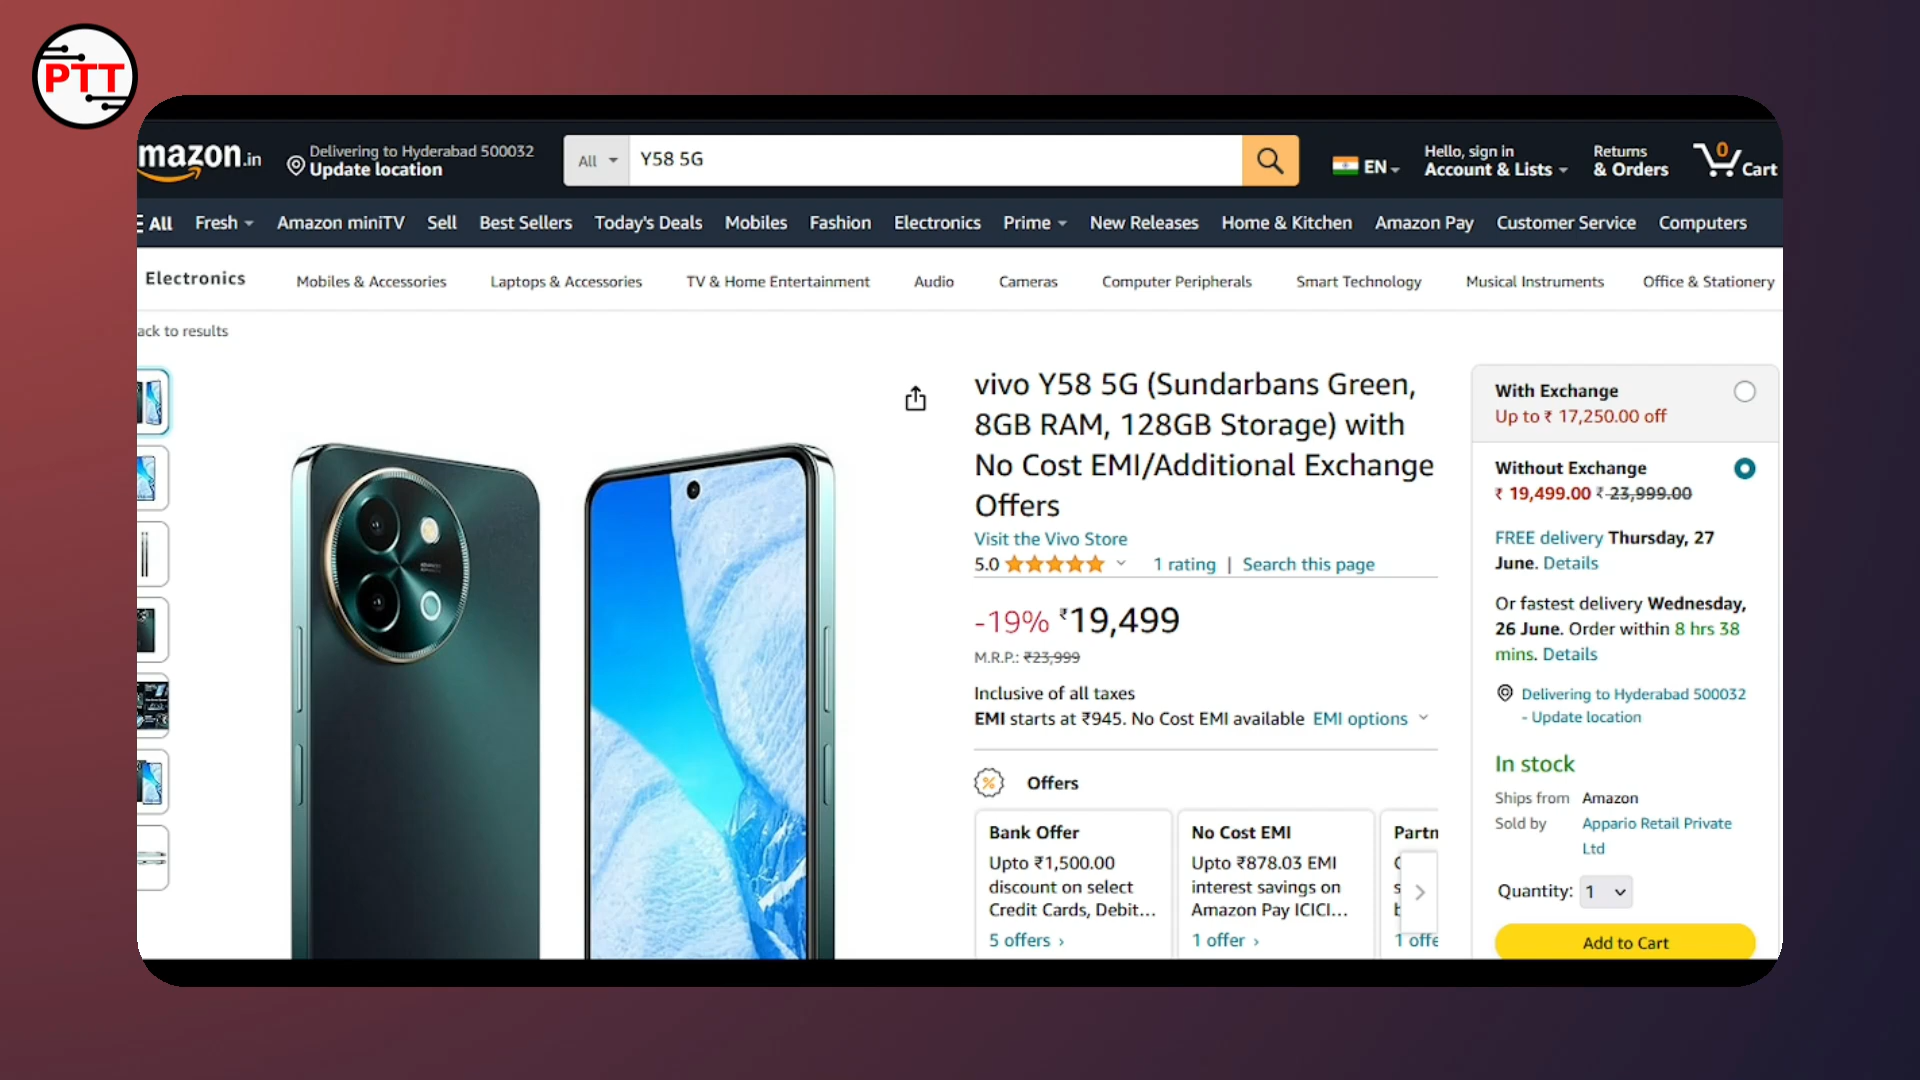 PTT
mazon.in
Delivering to Hyderabad 500032
Update location
All
Y58 5G
EN
Hello, sign in
Account & Lists
Returns
& Orders
0
Cart
All
Fresh
Amazon miniTV
Sell
Best Sellers
Today's Deals
Mobiles
Fashion
Electronics
Prime
New Releases
Home & Kitchen
Amazon Pay
Customer Service
Computers
Electronics
Mobiles & Accessories
Laptops & Accessories
TV & Home Entertainment
Audio
Cameras
Computer Peripherals
Smart Technology
Musical Instruments
Office & Stationery
ack to results
vivo Y58 5G (Sundarbans Green,
8GB RAM, 128GB Storage) with
No Cost EMI/Additional Exchange
Offers
Visit the Vivo Store
5.0
1 rating | Search this page
-19% ₹19,499
M.R.P.: ₹23,999
Inclusive of all taxes
EMI starts at ₹945. No Cost EMI available EMI options
Offers
Bank Offer
Upto ₹1,500.00
discount on select
Credit Cards, Debit...
5 offers ›
No Cost EMI
Upto ₹878.03 EMI
interest savings on
Amazon Pay ICICI...
1 offer ›
Partn
1 offe
With Exchange
Up to ₹ 17,250.00 off
Without Exchange
₹ 19,499.00 ₹ 23,999.00
FREE delivery Thursday, 27
June. Details
Or fastest delivery Wednesday,
26 June. Order within 8 hrs 38
mins. Details
Delivering to Hyderabad 500032
- Update location
In stock
Ships from Amazon
Sold by Appario Retail Private
Ltd
Quantity: 1
Add to Cart